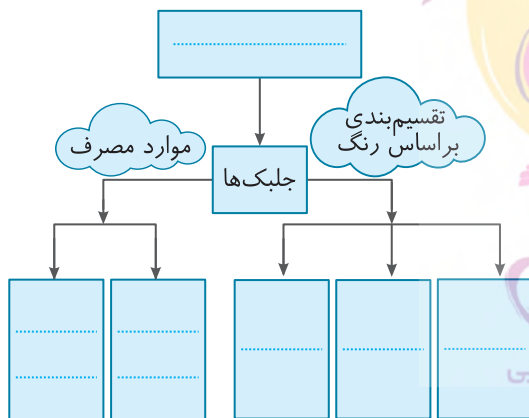 تقسیم‌بندی
براساس رنگ
موارد مصرف
جلبک‌ها